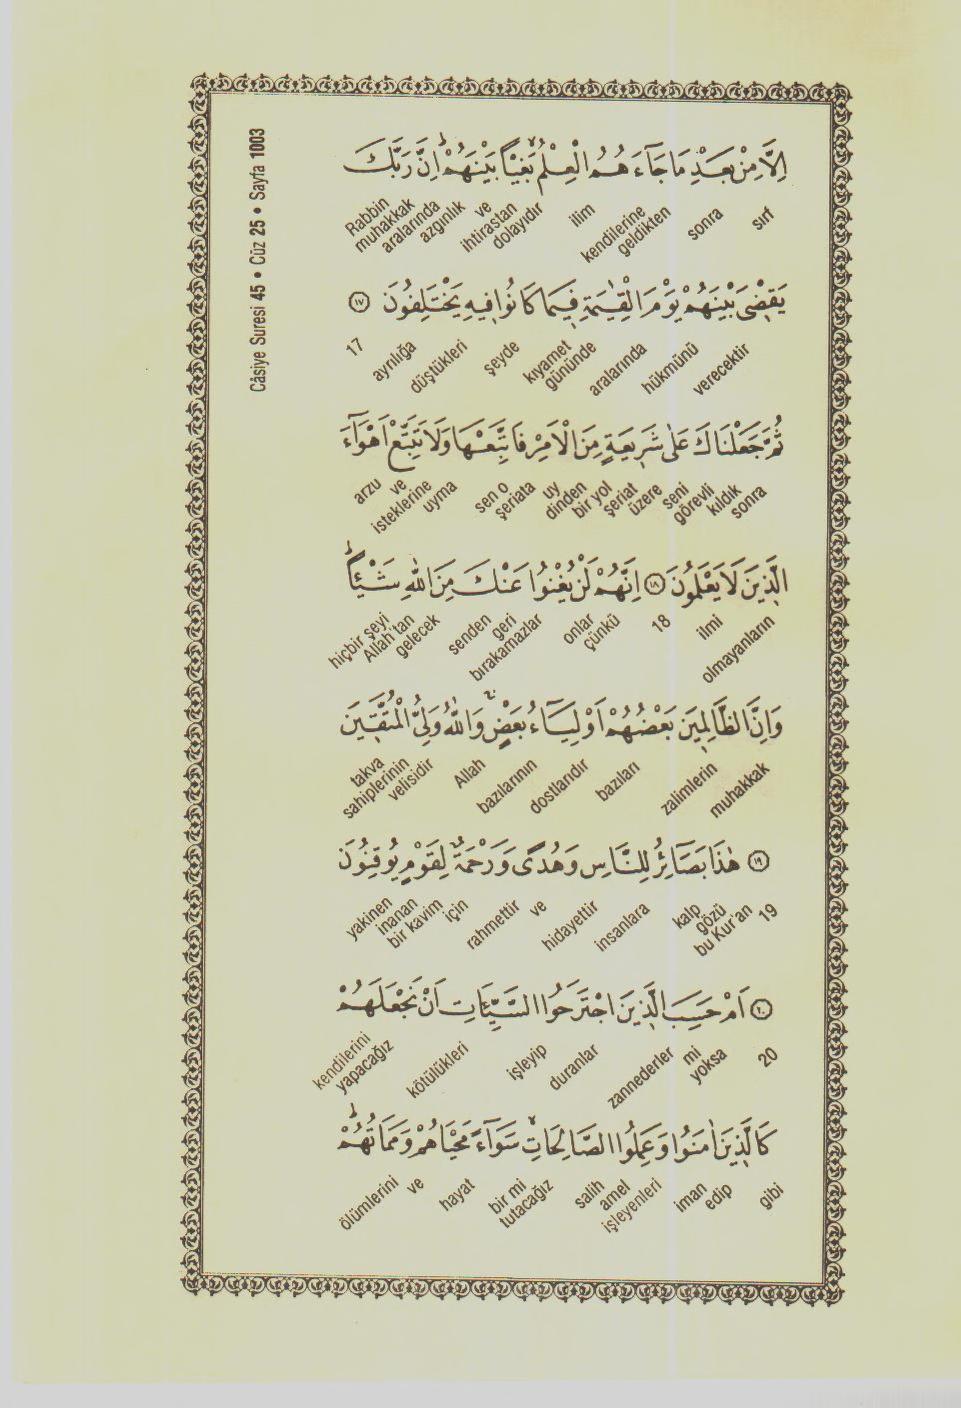 Câsiye Suresi 45 • Cüz 25 • Sayfa 1003
اِلَّا مِنْ بَعْدِ مَا جَٓاءَهُمُ الْعِلْمُۙ بَغْيًا بَيْنَهُمْۜ اِنَّ رَبَّكَ
sırf sonra kendilerine geldikten ilim ve ihtirastan dolayıdır azgınlık aralarında muhakkak Rabbin
يَقْضٖى بَيْنَهُمْ يَوْمَ الْقِيٰمَةِ فٖيمَا كَانُوا فٖيهِ يَخْتَلِفُونَ ﴿١٧﴾
verecektir hükmünü aralarında kıyamet gününde şeyde düştükleri ayrılığa 17
ثُمَّ جَعَلْنَاكَ عَلٰى شَرٖيعَةٍ مِنَ الْاَمْرِ فَاتَّبِعْهَا وَلَا تَتَّبِعْ اَهْوَٓاءَ
sonra kıldık görevli seni üzere şeriat bir yol dinden uy sen o şeriata uyma isteklerine ve arzu
الَّذٖينَ لَا يَعْلَمُونَ ﴿١٨﴾ اِنَّهُمْ لَنْ يُغْنُوا عَنْكَ مِنَ اللّٰهِ شَيْـًٔاۜ
olmayanların ilmi 18 çünkü onlar geri bırakamazlar senden gelecek Allah'tan hiçbir şeyi
وَاِنَّ الظَّالِمٖينَ بَعْضُهُمْ اَوْلِيَٓاءُ بَعْضٍۚ وَاللّٰهُ وَلِيُّ الْمُتَّقٖينَ
muhakkak zalimlerin bazıları dostlarıdır bazılarının Allah velisidir sahiplerinin takva
﴿١٩﴾ هٰذَا بَصَٓائِرُ لِلنَّاسِ وَهُدًى وَرَحْمَةٌ لِقَوْمٍ يُوقِنُونَ
19 bu Kur'an kalp gözü insanlara hidayettir ve rahmettir için bir kavim inanan yakinen
﴿٢٠﴾ اَمْ حَسِبَ الَّذٖينَ اجْتَرَحُوا السَّيِّـَٔاتِ اَنْ نَجْعَلَهُمْ
20 yoksa mi zannederler duranlar işleyip kötülükleri yapacağız kendilerini
كَالَّذٖينَ اٰمَنُوا وَعَمِلُوا الصَّالِحَاتِۙ سَوَٓاءً مَحْيَاهُمْ وَمَمَاتُهُمْۜ
gibi iman edip salih amel işleyenleri bir mi tutacağız hayat ve ölümlerini